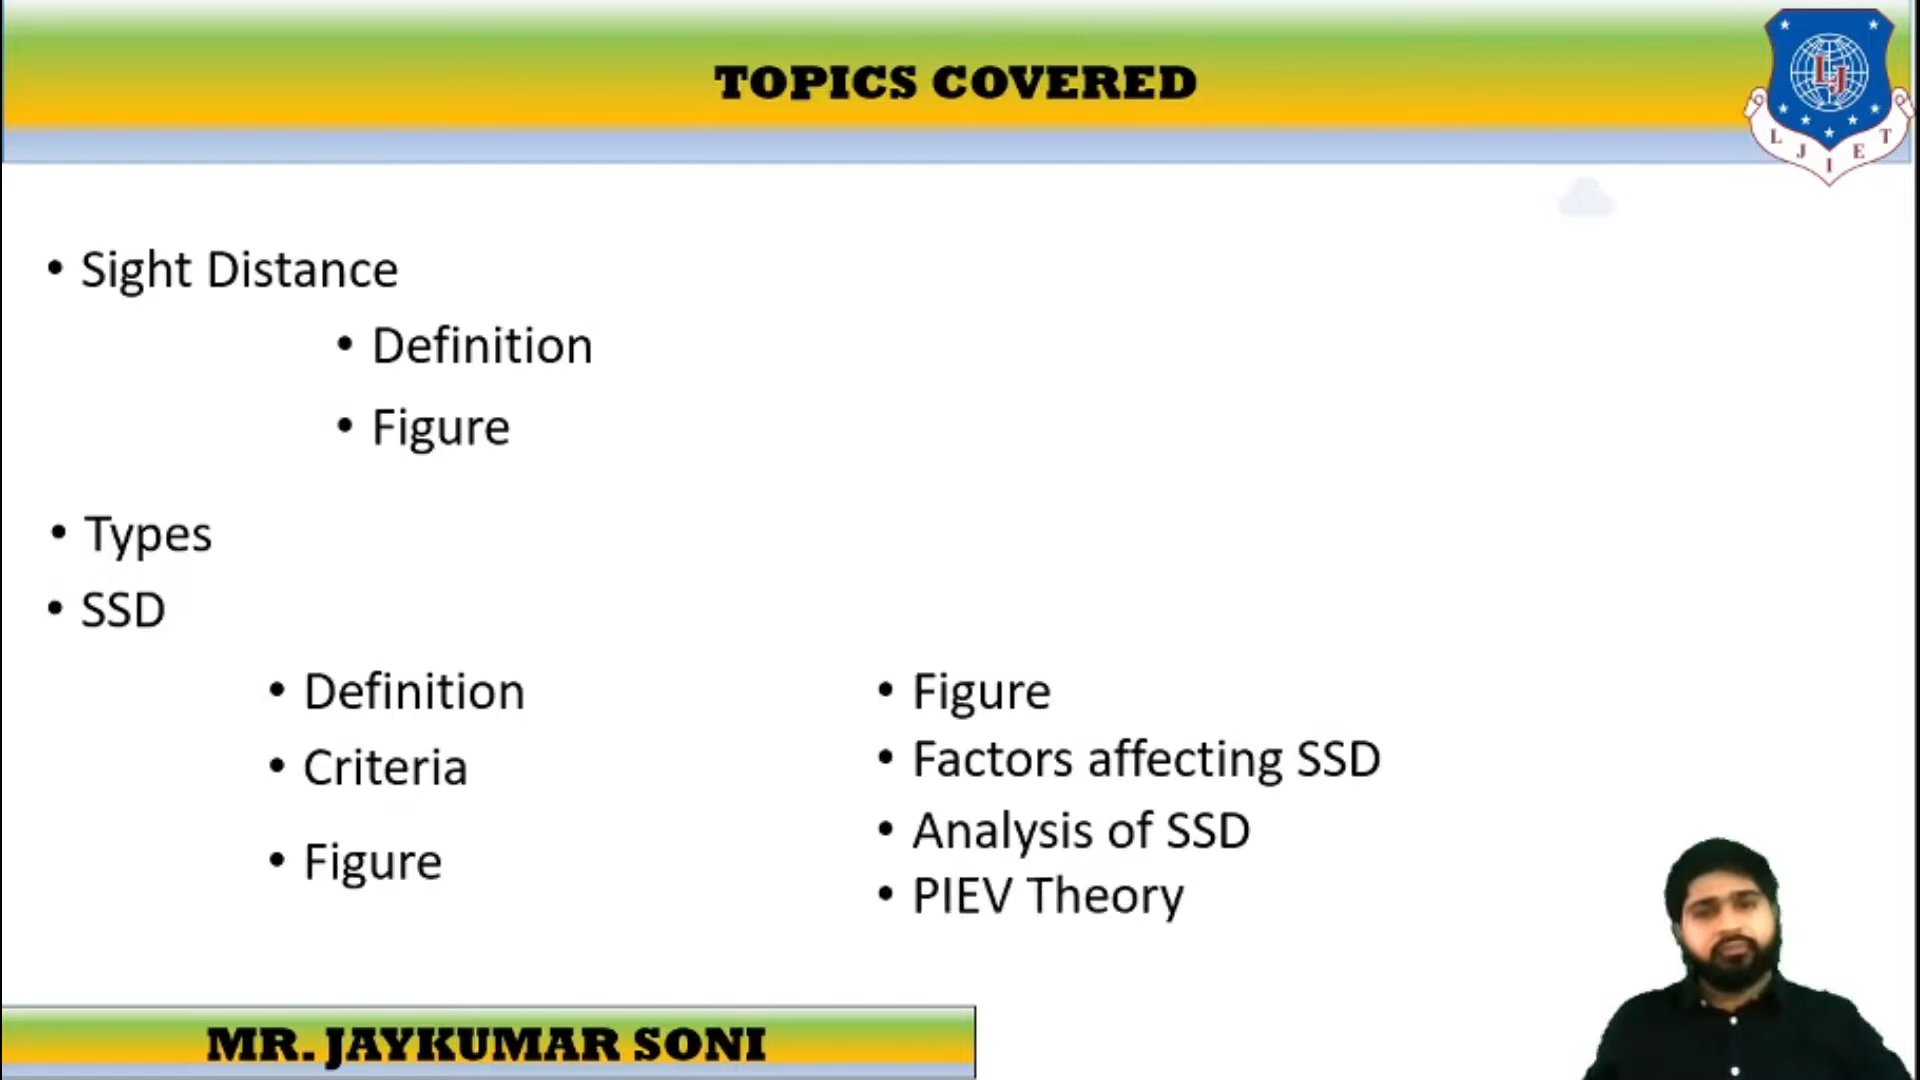 TOPICS COVERED
LJ
L J I E T
• Sight Distance
• Definition
• Figure
• Types
• SSD
• Definition
• Criteria
• Figure
• Figure
• Factors affecting SSD
• Analysis of SSD
• PIEV Theory
MR. JAYKUMAR SONI